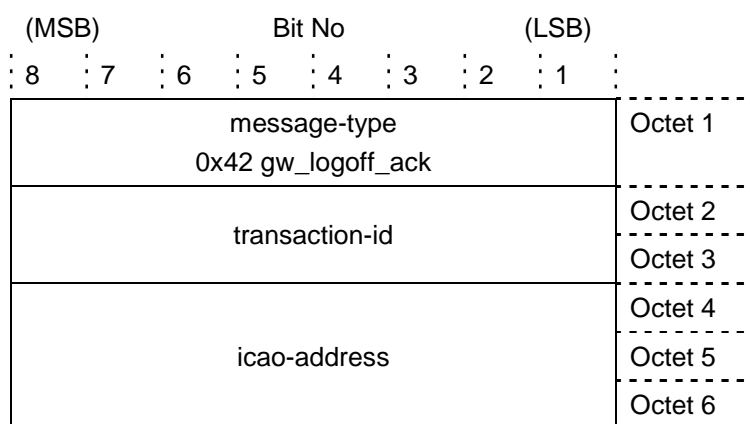 (MSB) Bit No (LSB)
8 7 6 5 4 3 2 1
message-type Octet 1
0x42 gw_logoff_ack
Octet 2
transaction-id
Octet 3
Octet 4
icao-address Octet 5
Octet 6